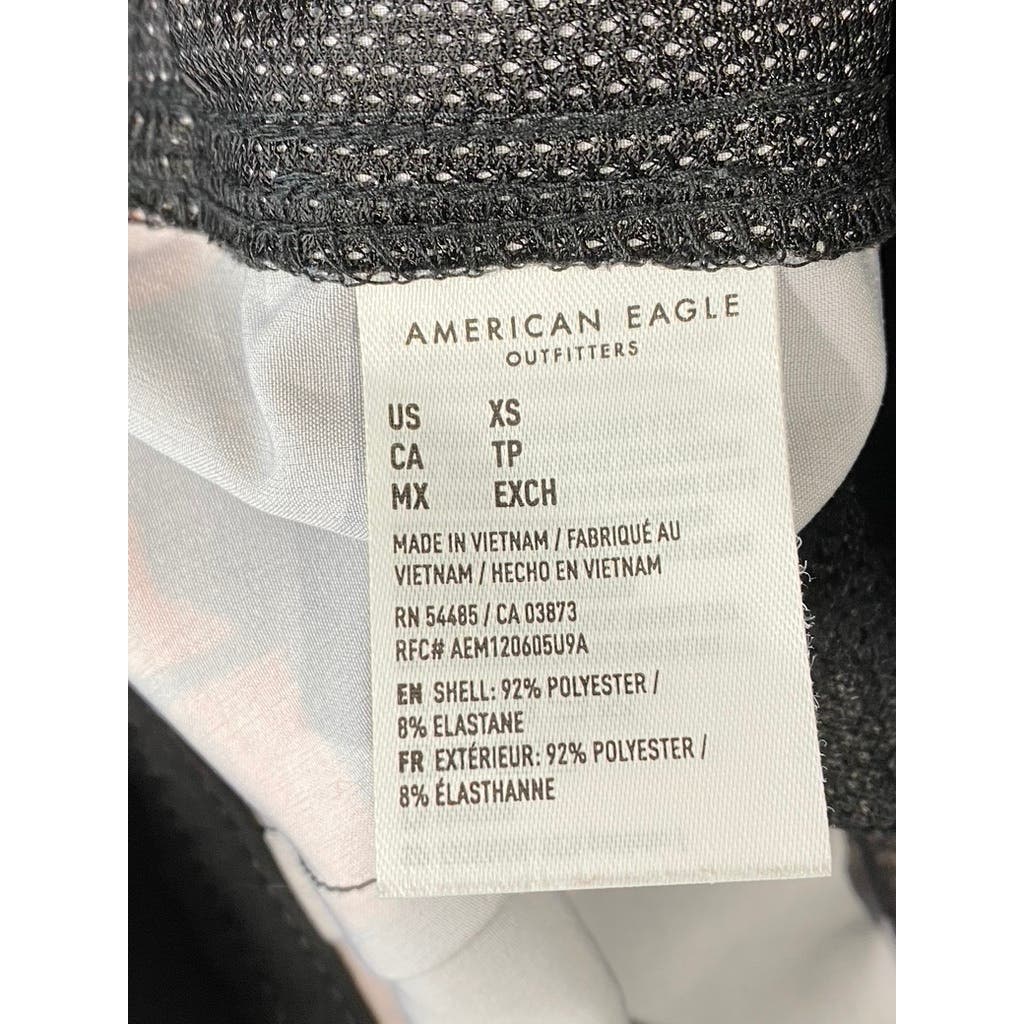 AMERICAN EAGLE
OUTFITTERS
US XS
CA TP
MX EXCH
MADE IN VIETNAM / FABRIQUÉ AU
VIETNAM / HECHO EN VIETNAM
RN 54485 / CA 03873
RFC# AEM120605U9A
EN SHELL: 92% POLYESTER /
8% ELASTANE
FR EXTÉRIEUR: 92% POLYESTER /
8% ÉLASTHANNE